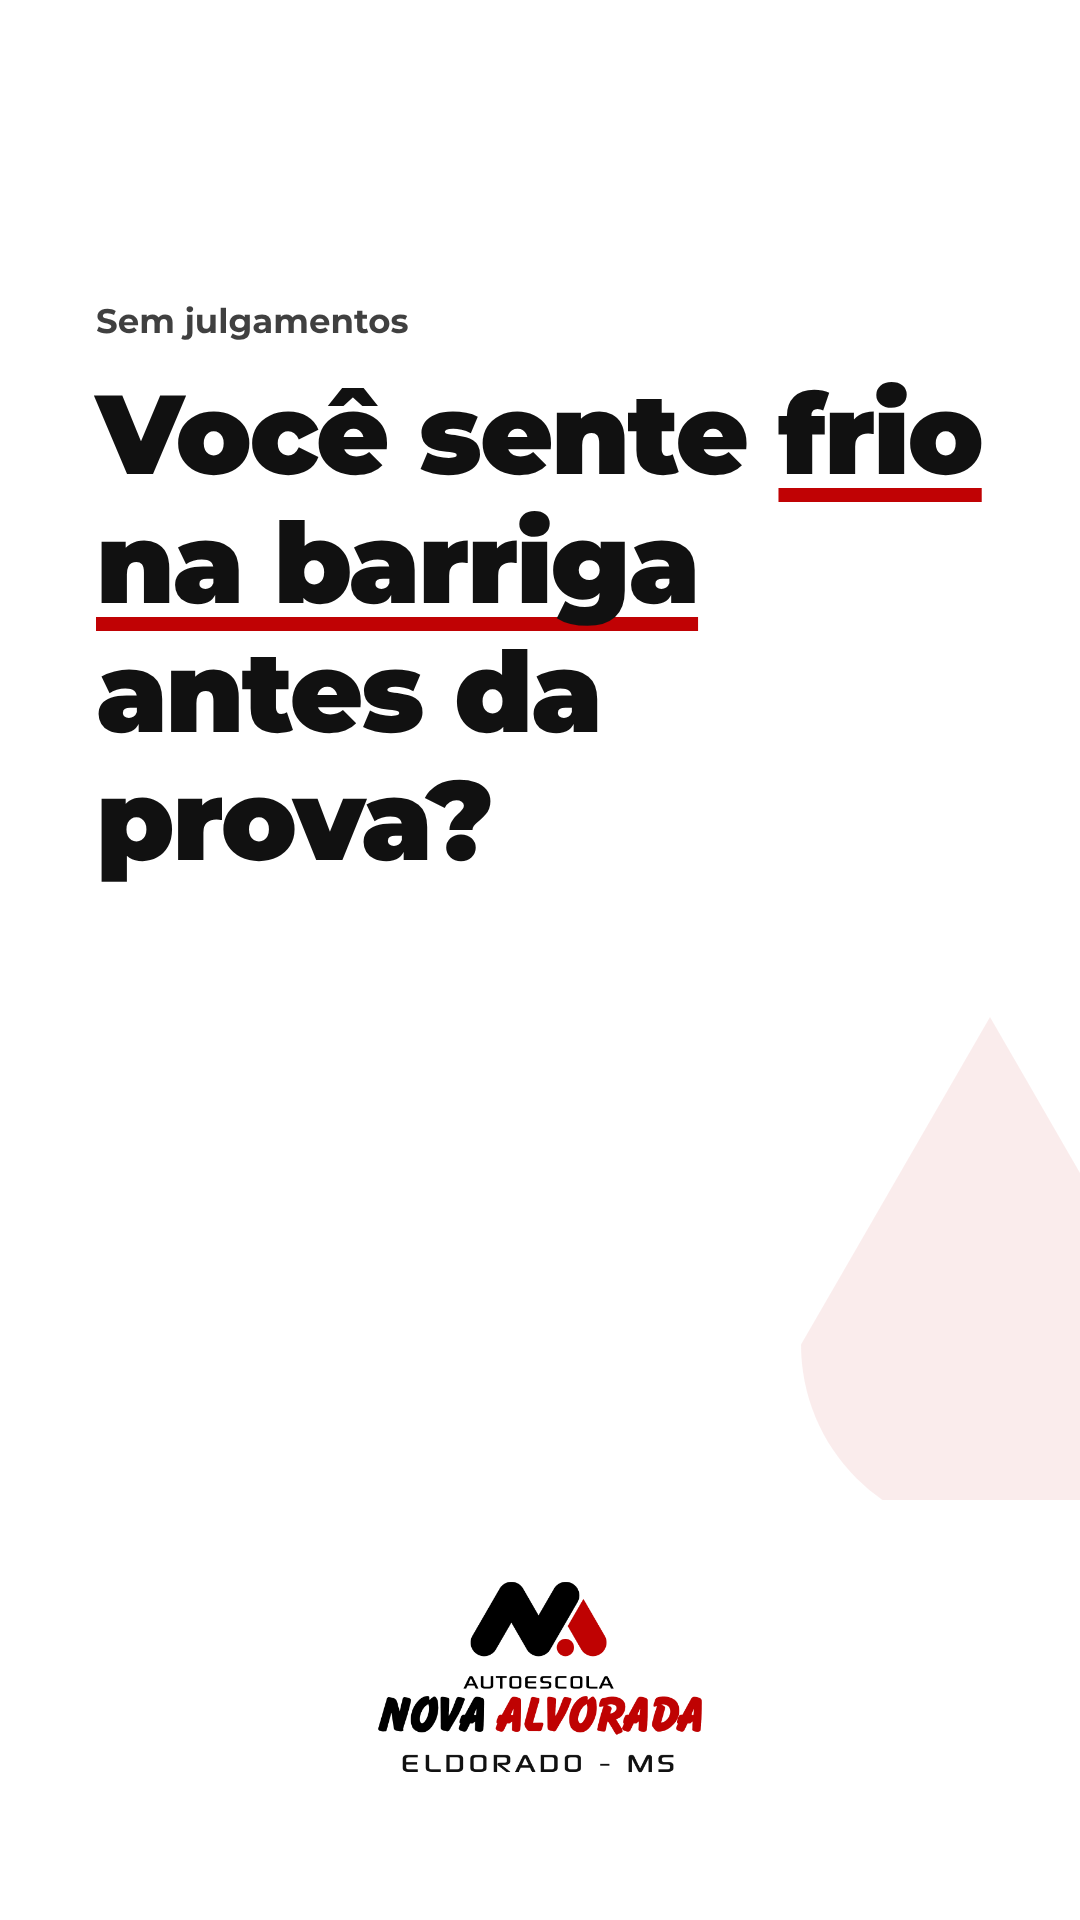 Sem julgamentos
Você sente frio
na barriga
antes da
prova?
AUTOESCOLA
NOVA ALVORADA
ELDORADO - MS